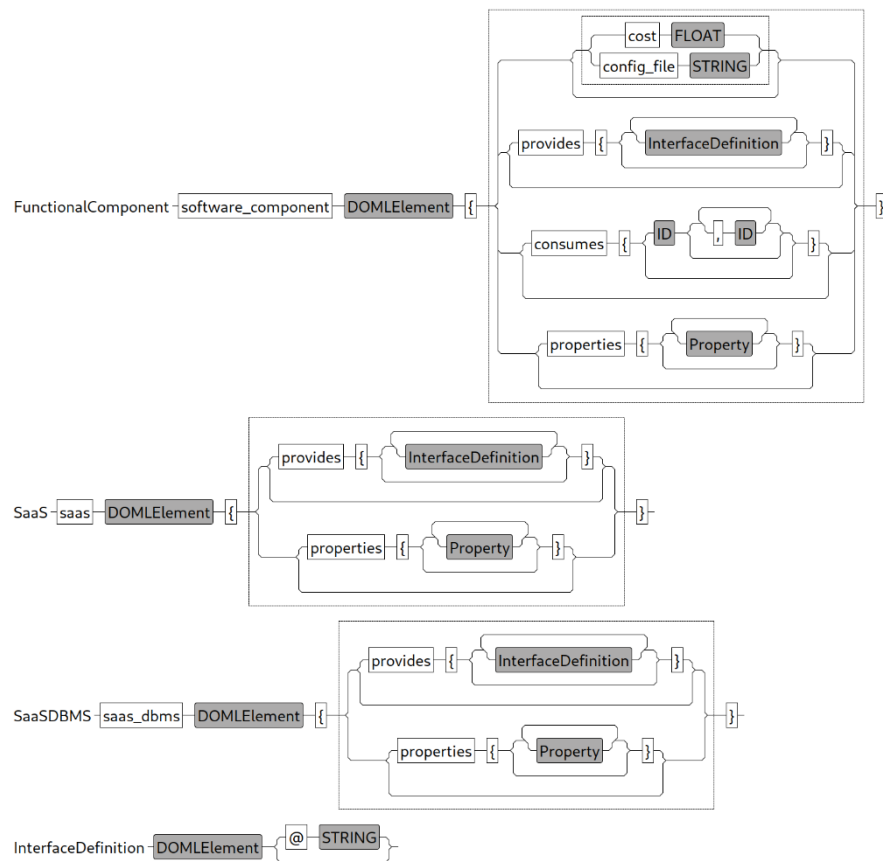 cost FLOAT
config_file STRING
provides { InterfaceDefinition }
FunctionalComponent software_component DOMLElement { }
consumes { ID , ID }
properties { Property }
provides { InterfaceDefinition }
SaaS saas DOMLElement { }
properties { Property }
provides { InterfaceDefinition }
SaaSDBMS saas_dbms DOMLElement { }
properties { Property }
InterfaceDefinition DOMLElement @ STRING